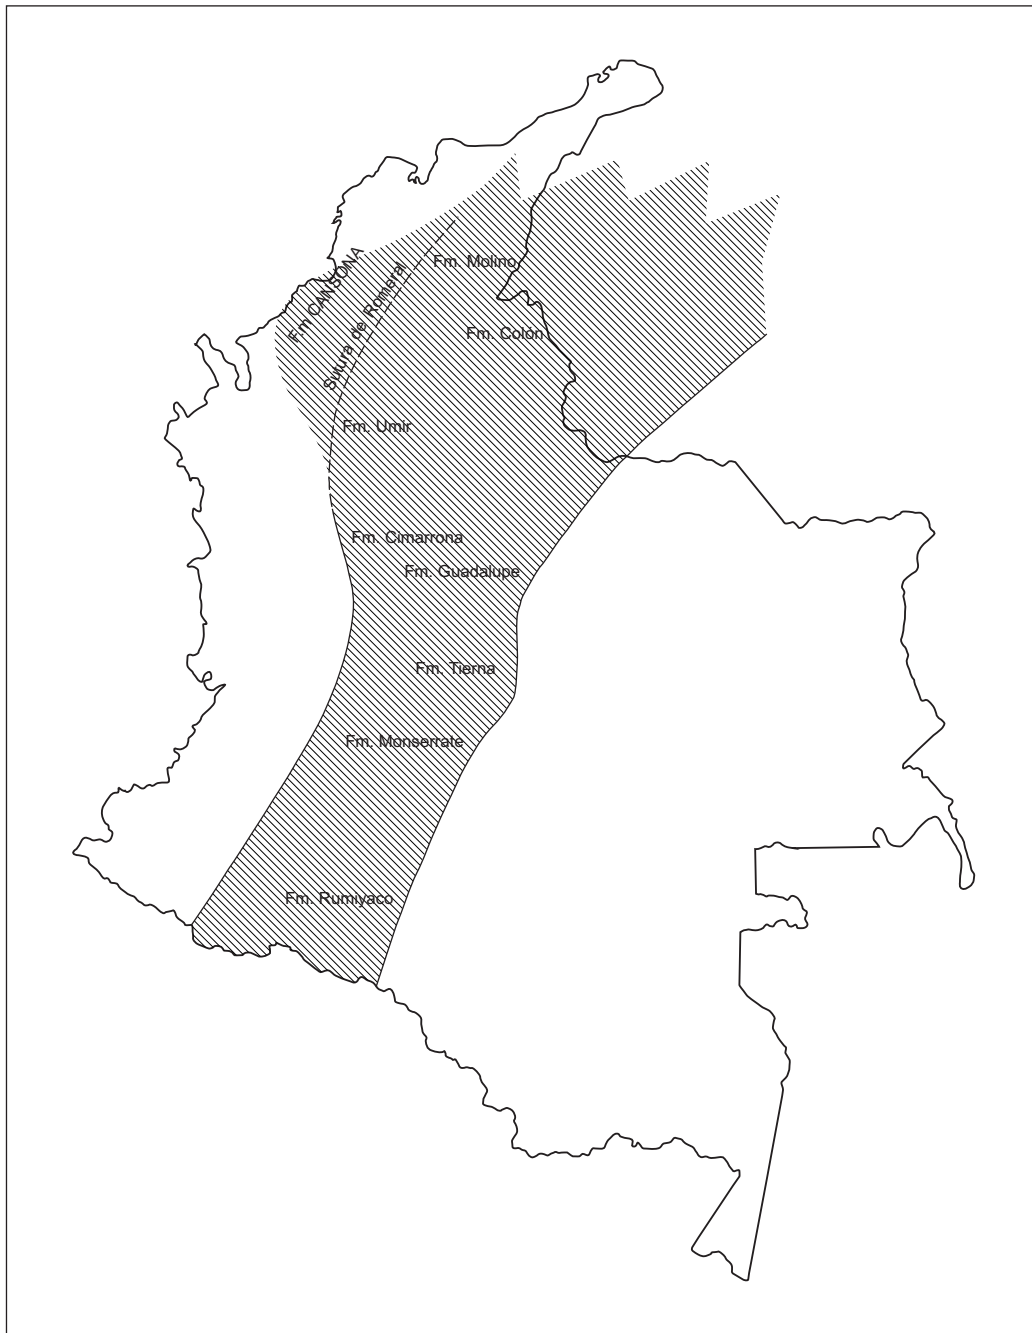 Fm. Molino
F.m CANSONA
Sutura de Romeral
Fm. Colón
Fm. Umir
Fm. Cimarrona
Fm. Guadalupe
Fm. Tierna
Fm. Monserrate
Fm. Rumiyaco